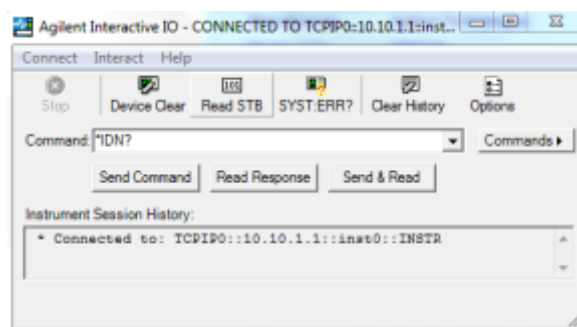 Agilent Interactive IO - CONNECTED TO TCPIP0::10.10.1.1::inst...
Connect Interact Help
Stop Device Clear Read STB SYST:ERR? Clear History Options
Command: *IDN? Commands
Send Command Read Response Send & Read
Instrument Session History:
* Connected to: TCPIP0::10.10.1.1::inst0::INSTR